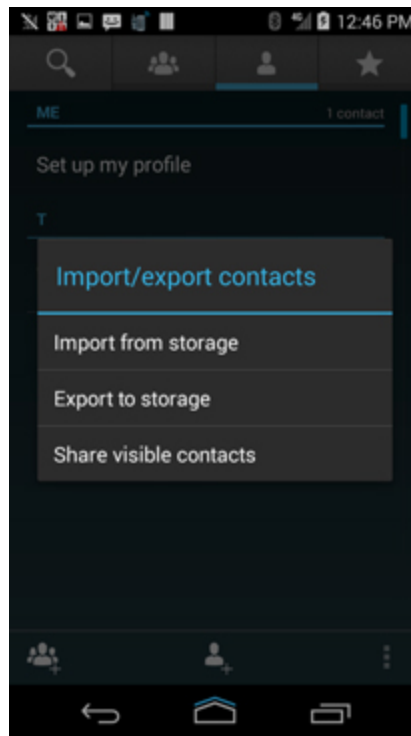 12:46 PM
ME 1 contact
Set up my profile
T
Import/export contacts
Import from storage
Export to storage
Share visible contacts